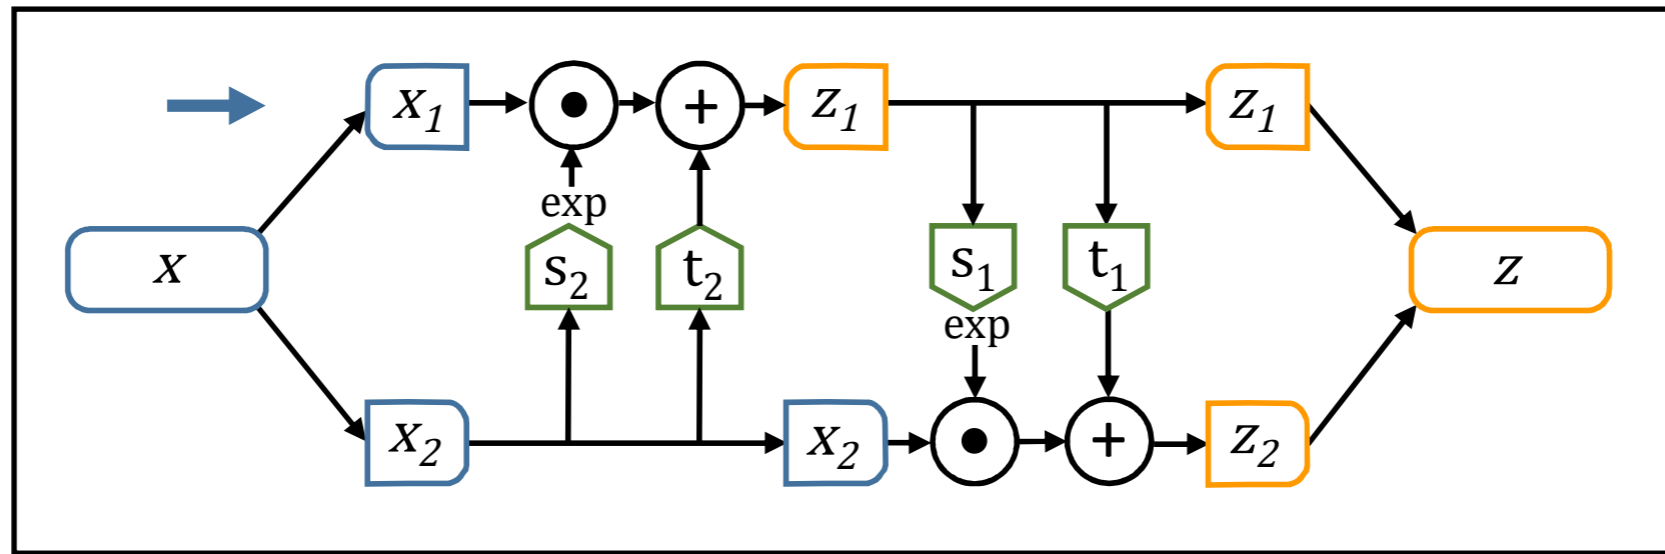 x₁ • + z₁ z₁
exp
x s₂ t₂ s₁ t₁ z
exp
x₂ x₂ • + z₂